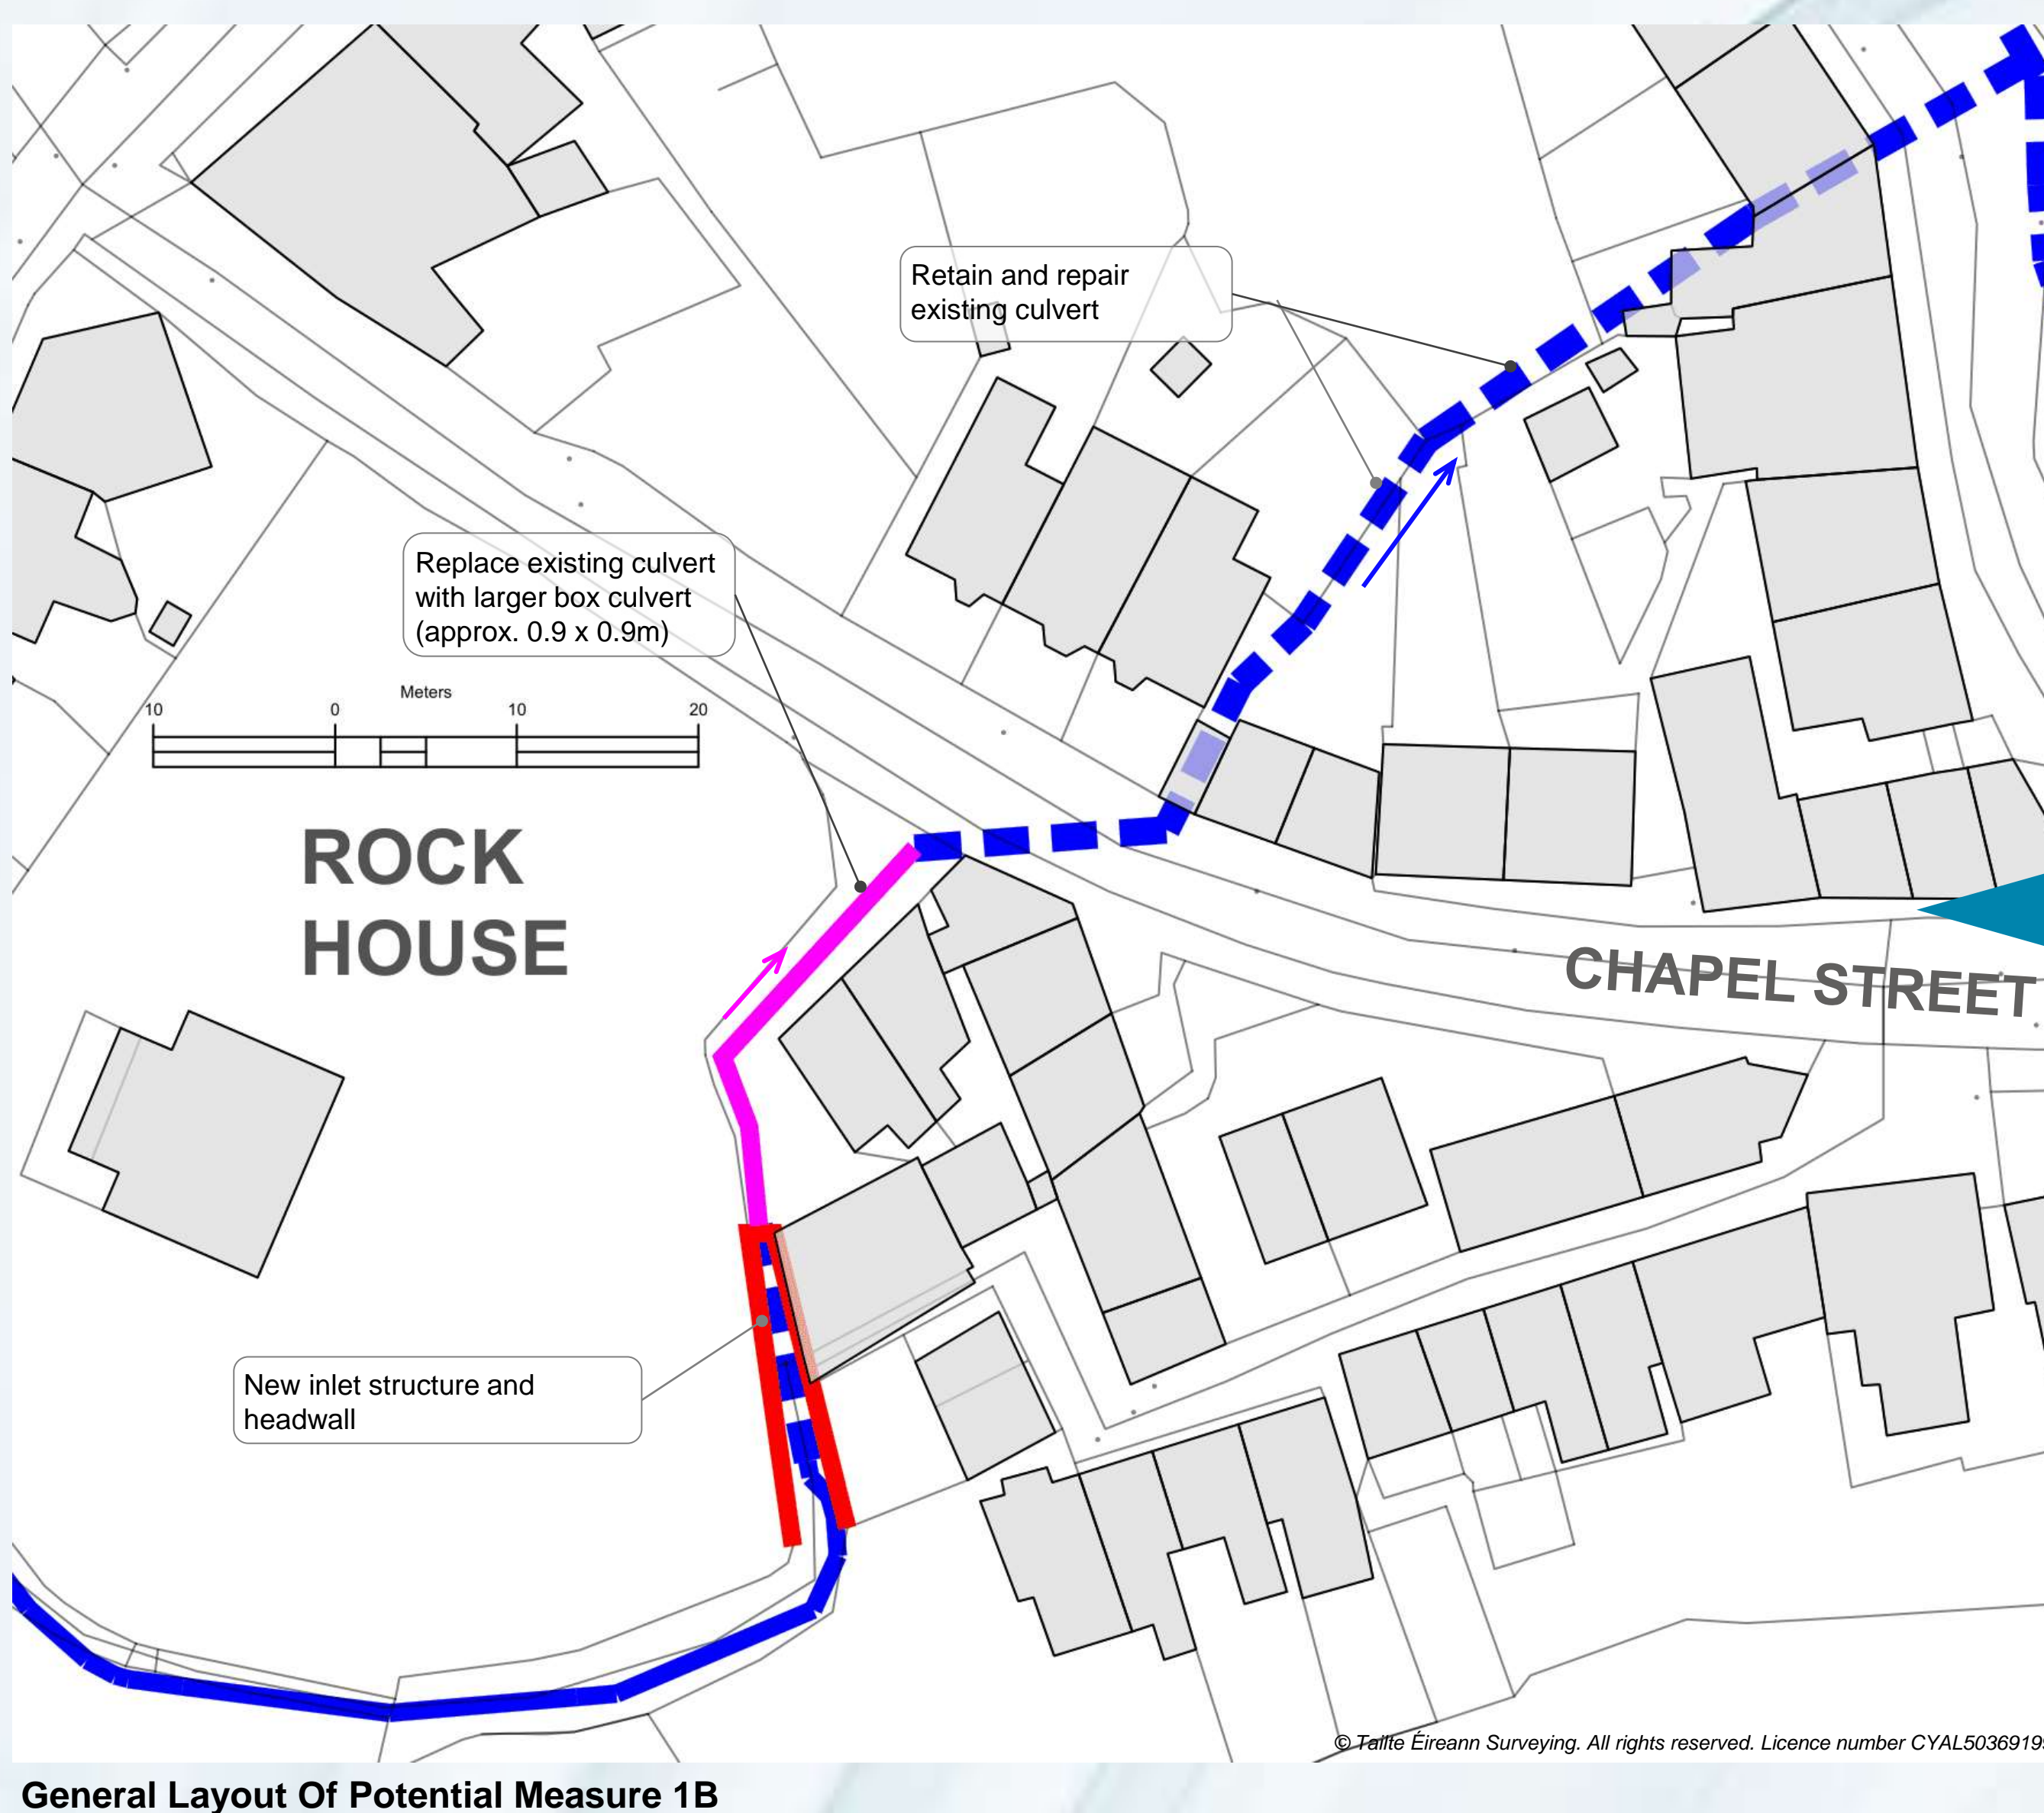 Retain and repair
existing culvert
Replace existing culvert
with larger box culvert
(approx. 0.9 x 0.9m)
Meters
10 0 10 20
ROCK
HOUSE
CHAPEL STREET
New inlet structure and
headwall
© Tailte Éireann Surveying. All rights reserved. Licence number CYAL5036919
General Layout Of Potential Measure 1B